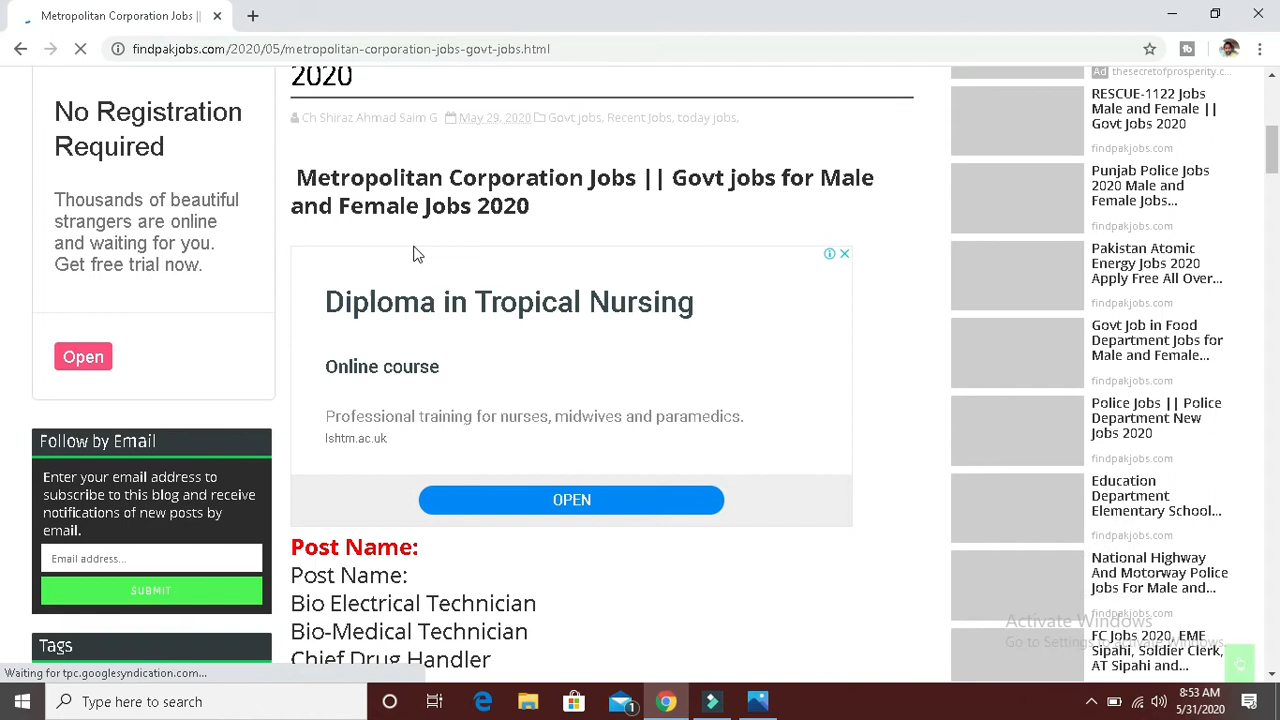 Metropolitan Corporation Jobs ||
findpakjobs.com/2020/05/metropolitan-corporation-jobs-govt-jobs.html
No Registration
Required
Thousands of beautiful
strangers are online
and waiting for you.
Get free trial now.
Open
Follow by Email
Enter your email address to
subscribe to this blog and receive
notifications of new posts by
email.
Email address...
SUBMIT
Tags
2020
Ch Shiraz Ahmad Saim G May 29, 2020 Govt jobs, Recent Jobs, today jobs,
Metropolitan Corporation Jobs || Govt jobs for Male
and Female Jobs 2020
Diploma in Tropical Nursing
Online course
Professional training for nurses, midwives and paramedics.
lshtm.ac.uk
OPEN
Post Name:
Post Name:
Bio Electrical Technician
Bio-Medical Technician
Chief Drug Handler
Ad thesecretofprosperity.c...
RESCUE-1122 Jobs
Male and Female ||
Govt Jobs 2020
findpakjobs.com
Punjab Police Jobs
2020 Male and
Female Jobs...
findpakjobs.com
Pakistan Atomic
Energy Jobs 2020
Apply Free All Over...
findpakjobs.com
Govt Job in Food
Department Jobs for
Male and Female...
findpakjobs.com
Police Jobs || Police
Department New
Jobs 2020
findpakjobs.com
Education
Department
Elementary School...
findpakjobs.com
National Highway
And Motorway Police
Jobs For Male and...
findpakjobs.com
FC Jobs 2020, EME
Sipahi, Soldier Clerk,
AT Sipahi and...
Activate Windows
Go to Settings to activate Windows.
Waiting for tpc.googlesyndication.com...
Type here to search
1
8:53 AM
5/31/2020